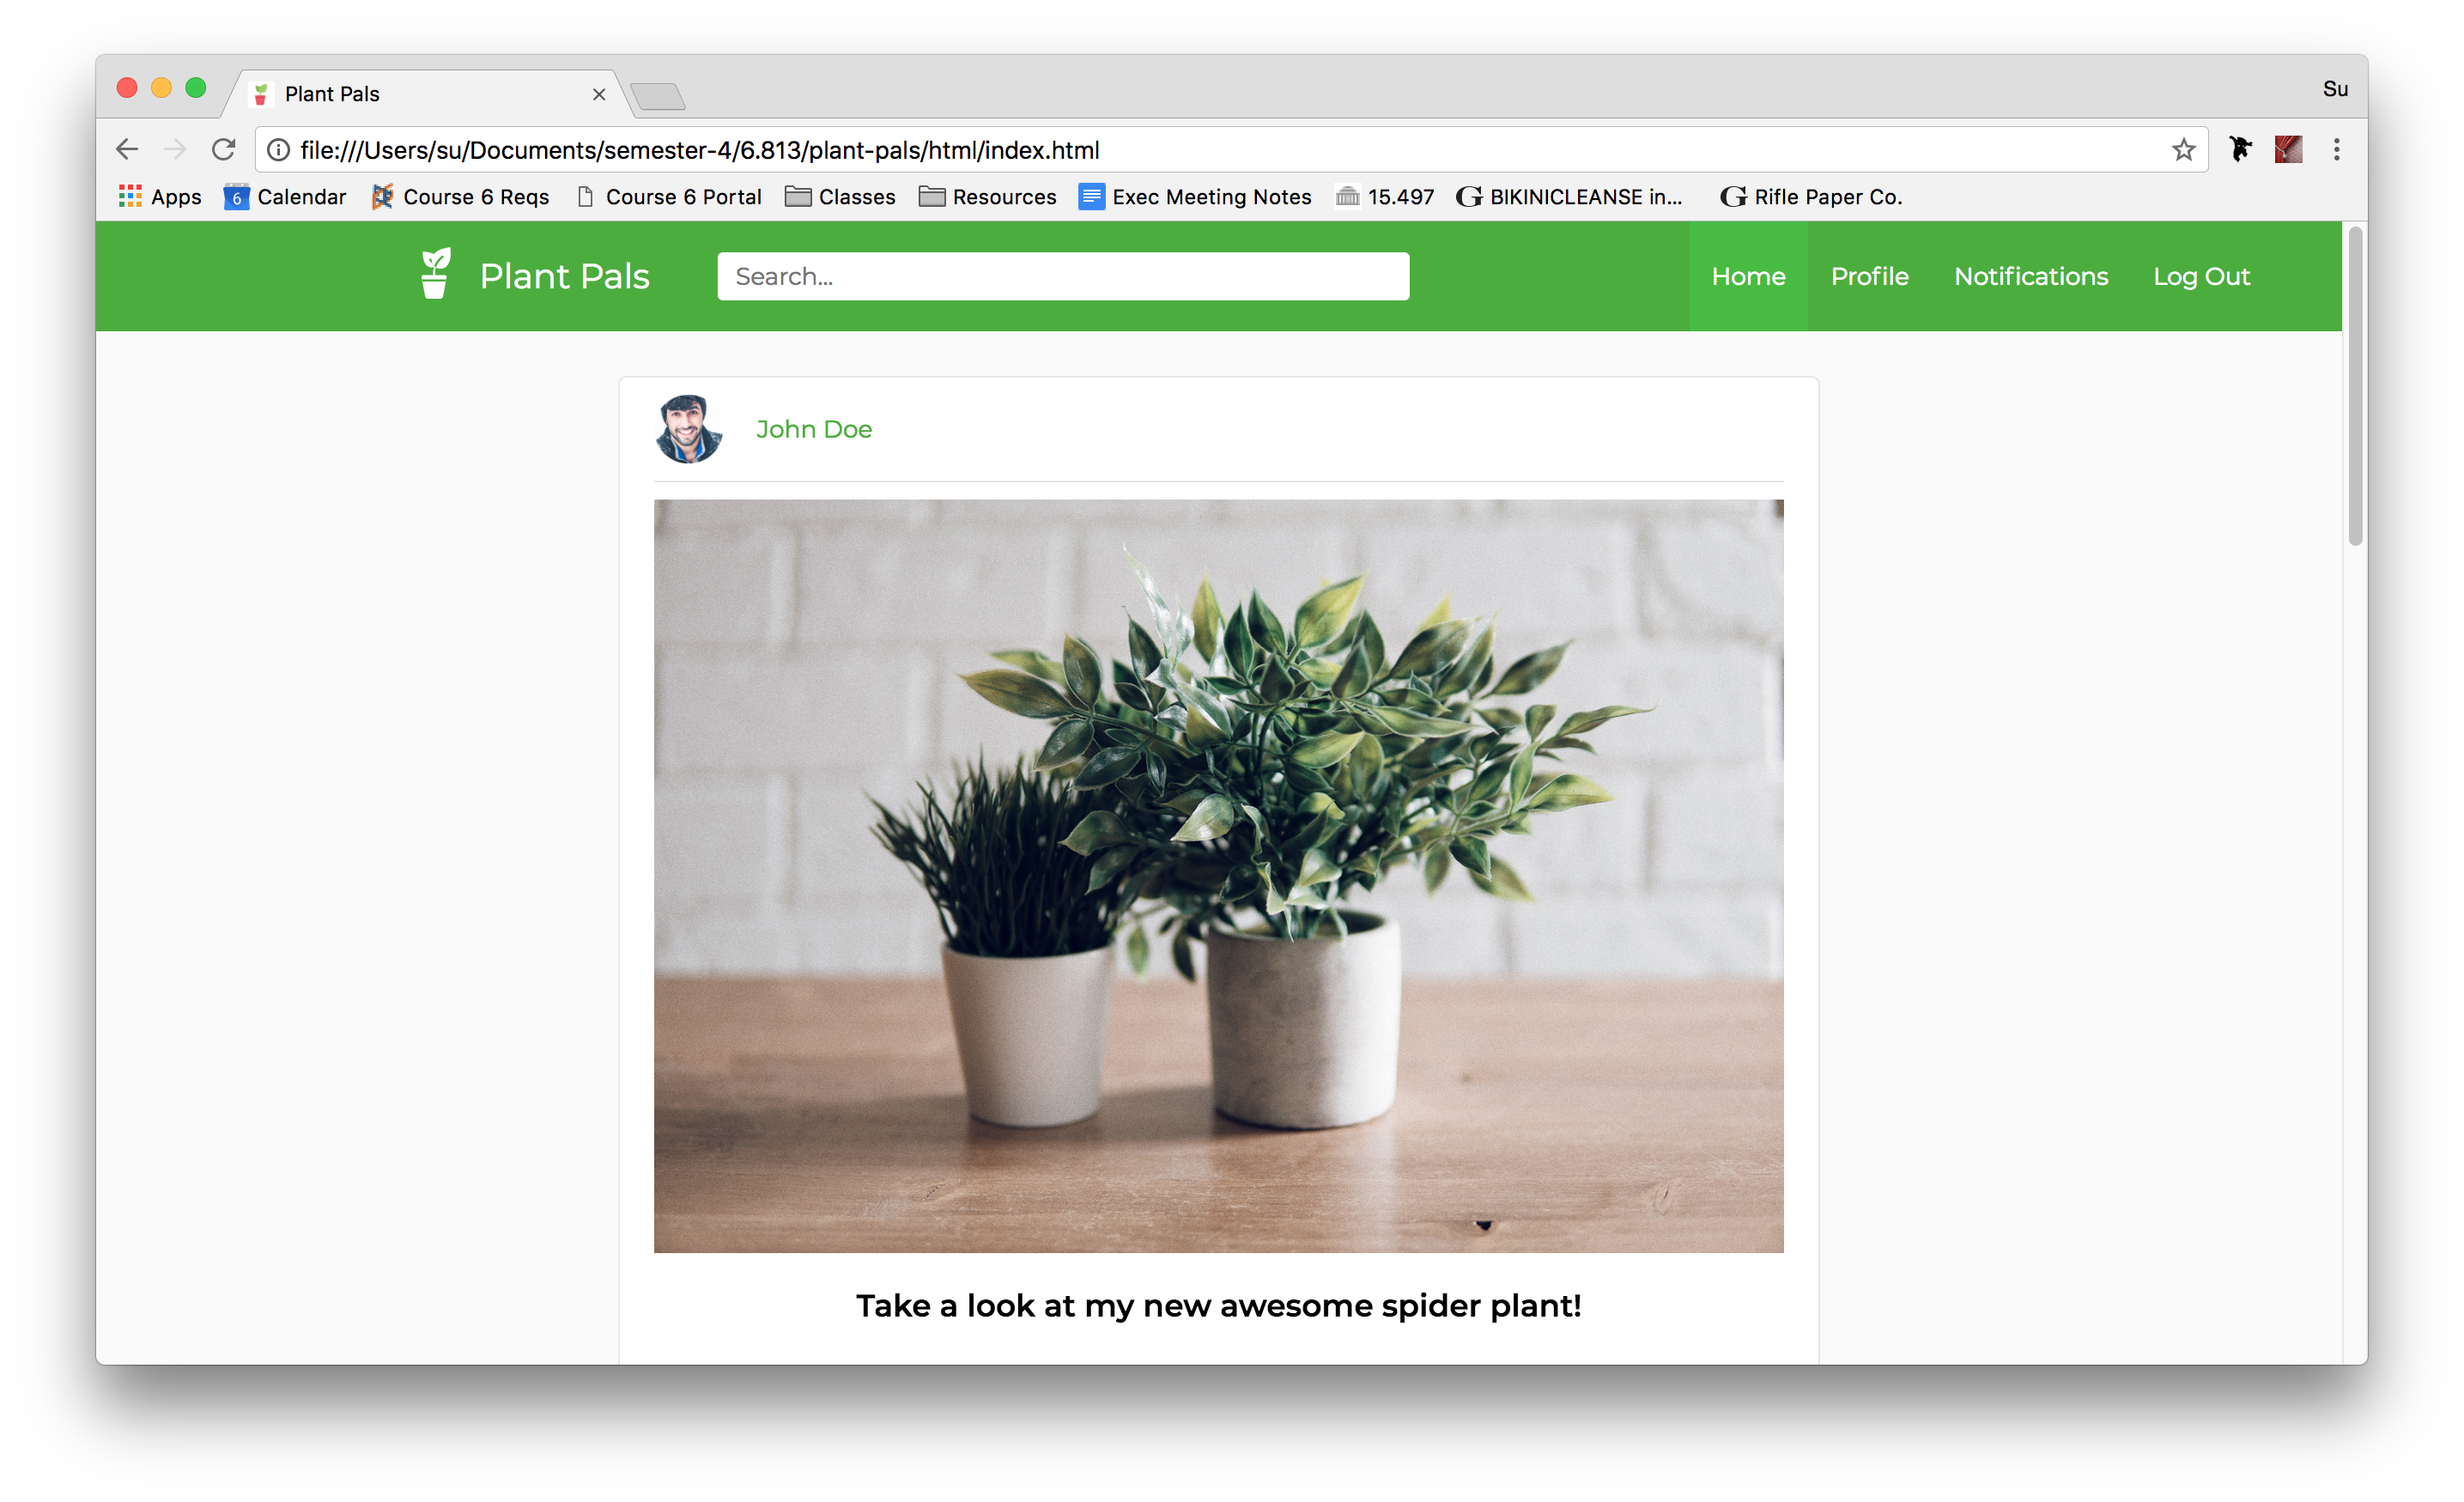 Plant Pals
Su
file:///Users/su/Documents/semester-4/6.813/plant-pals/html/index.html
Apps 6 Calendar Course 6 Reqs Course 6 Portal Classes Resources Exec Meeting Notes 15.497 G BIKINICLEANSE in... G Rifle Paper Co.
Plant Pals Search... Home Profile Notifications Log Out
John Doe
Take a look at my new awesome spider plant!